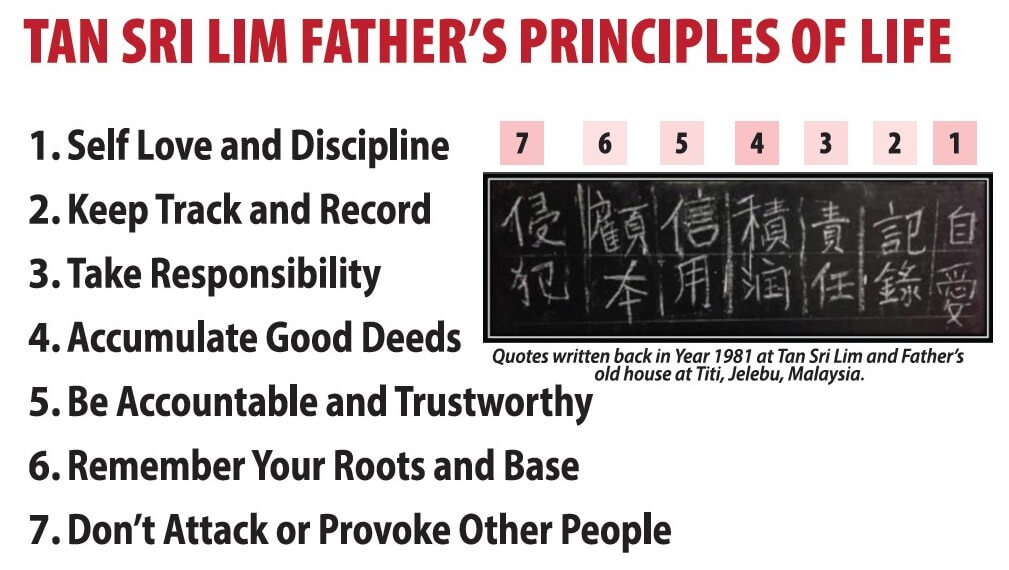 TAN SRI LIM FATHER'S PRINCIPLES OF LIFE
1. Self Love and Discipline
2. Keep Track and Record
3. Take Responsibility
4. Accumulate Good Deeds
5. Be Accountable and Trustworthy
6. Remember Your Roots and Base
7. Don't Attack or Provoke Other People
7 6 5 4 3 2 1
自愛
記錄
責任
積润
信用
顧本
侵犯
Quotes written back in Year 1981 at Tan Sri Lim and Father's
old house at Titi, Jelebu, Malaysia.